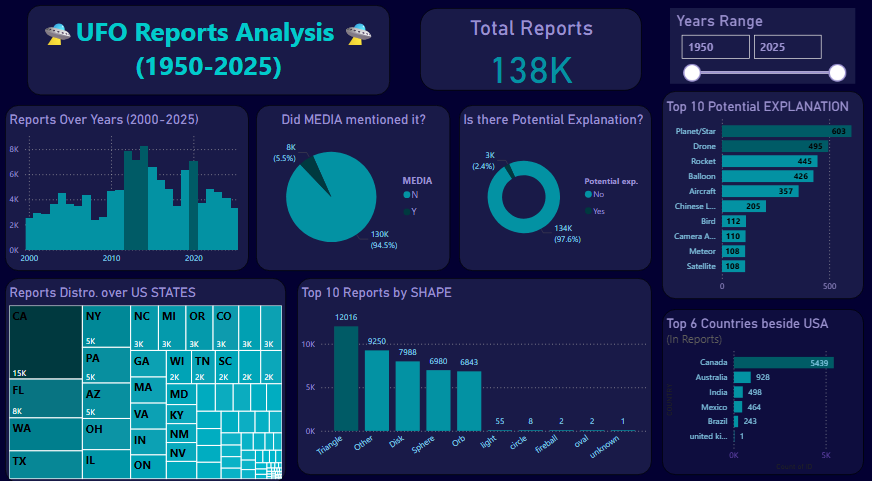 UFO Reports Analysis
(1950-2025)
Total Reports
138K
Years Range
1950
2025
Reports Over Years (2000-2025)
8K
6K
4K
2K
0K
2000
2010
2020
Did MEDIA mentioned it?
8K
(5.5%)
130K
(94.5%)
MEDIA
N
Y
Is there Potential Explanation?
3K
(2.4%)
134K
(97.6%)
Potential exp.
No
Yes
Top 10 Potential EXPLANATION
Planet/Star 603
Drone 495
Rocket 445
Balloon 426
Aircraft 357
Chinese L... 205
Bird 112
Camera A... 110
Meteor 108
Satellite 108
0 500
Reports Distro. over US STATES
CA
15K
FL
8K
WA
TX
NY
5K
PA
5K
AZ
5K
OH
IL
NC
3K
MI
3K
OR
3K
CO
3K
3K
3K
GA
MA
VA
IN
ON
WI
2K
TN
2K
SC
2K
2K
2K
MD
KY
NM
NV
Top 10 Reports by SHAPE
10K
5K
0K
12016
9250
7988
6980
6843
55
8
2
2
1
Triangle
Other
Disk
Sphere
Orb
light
circle
fireball
oval
unknown
Top 6 Countries beside USA
(In Reports)
Canada 5439
Australia 928
India 498
Mexico 464
Brazil 243
united ki... 1
0K 5K